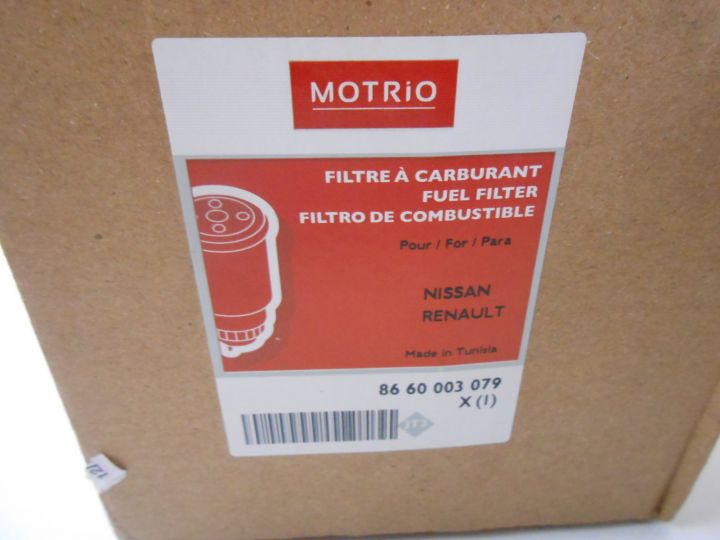 MOTRiO
FILTRE À CARBURANT
FUEL FILTER
FILTRO DE COMBUSTIBLE
Pour / For / Para
NISSAN
RENAULT
Made in Tunisia
86 60 003 079
X (1)